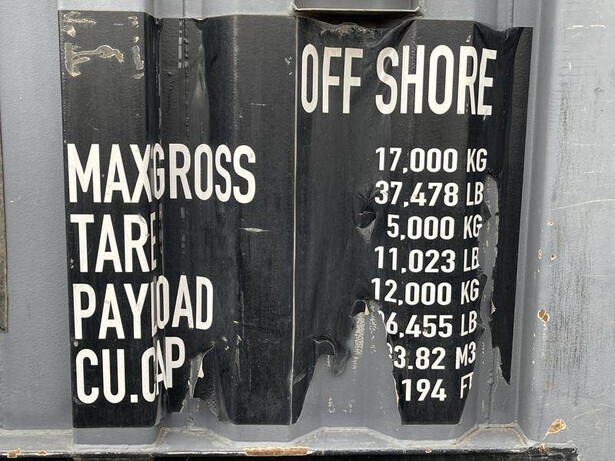 OFF SHORE
MAXGROSS 17,000 KG
37,478 LB
TARE 5,000 KG
11,023 LB
PAYLOAD 12,000 KG
6.455 LB
CU.CAP 3.82 M3
194 FT